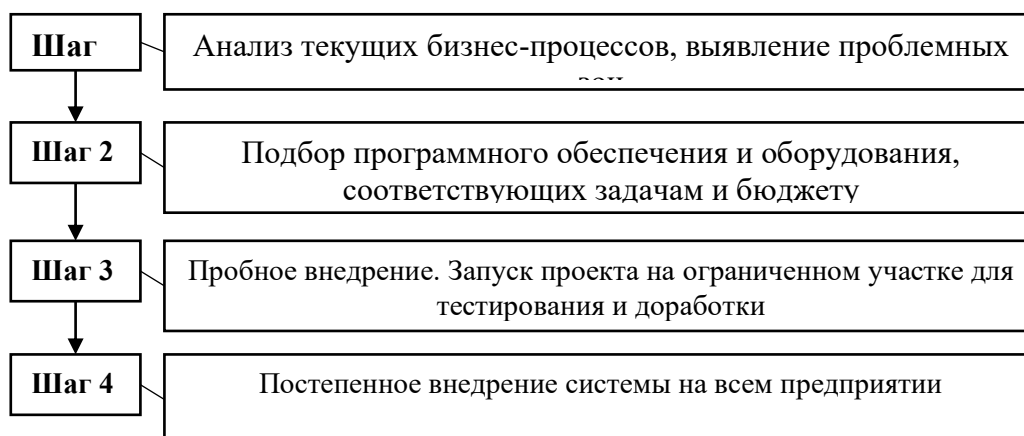 Шаг
Анализ текущих бизнес-процессов, выявление проблемных
Шаг 2
Подбор программного обеспечения и оборудования,
соответствующих задачам и бюджету
Шаг 3
Пробное внедрение. Запуск проекта на ограниченном участке для
тестирования и доработки
Шаг 4
Постепенное внедрение системы на всем предприятии